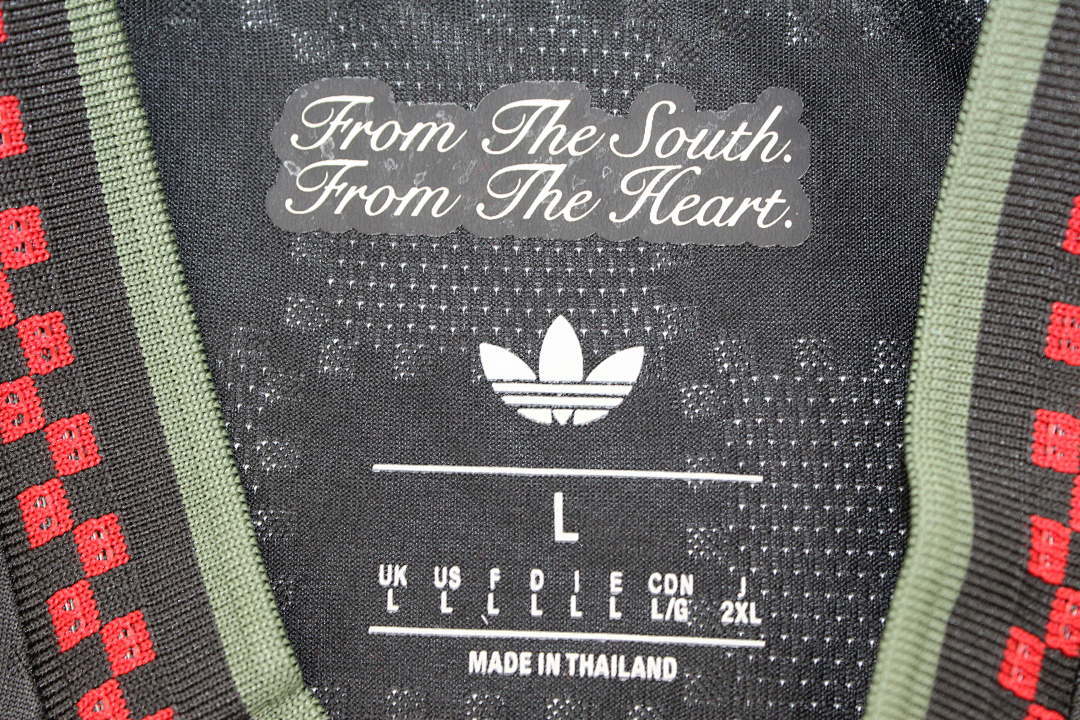 From The South.
From The Heart.
L
UK US F D I E CDN J
L L L L L L L/G 2XL
MADE IN THAILAND